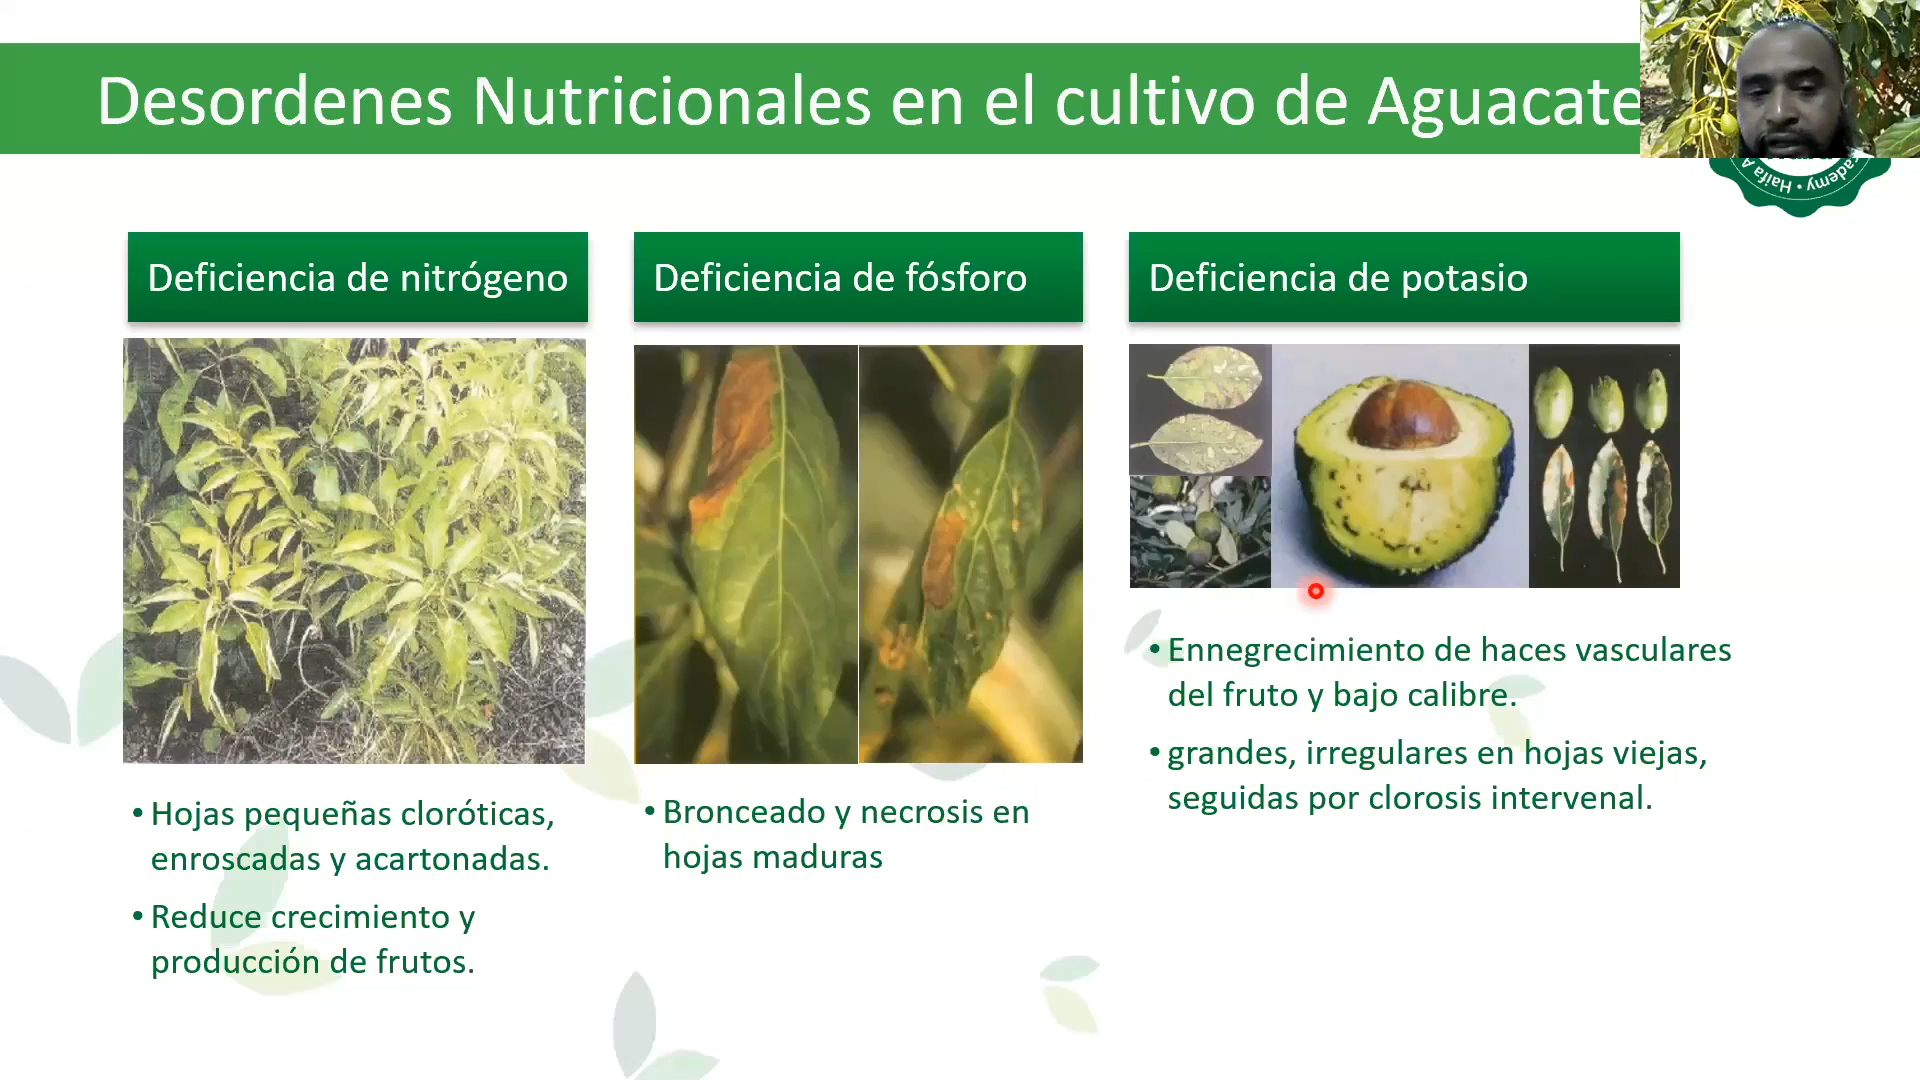 Desordenes Nutricionales en el cultivo de Aguacate
cademy • Haifa A
Deficiencia de nitrógeno
Deficiencia de fósforo
Deficiencia de potasio
• Ennegrecimiento de haces vasculares
del fruto y bajo calibre.
• grandes, irregulares en hojas viejas,
seguidas por clorosis intervenal.
• Hojas pequeñas cloróticas,
enroscadas y acartonadas.
• Reduce crecimiento y
producción de frutos.
• Bronceado y necrosis en
hojas maduras